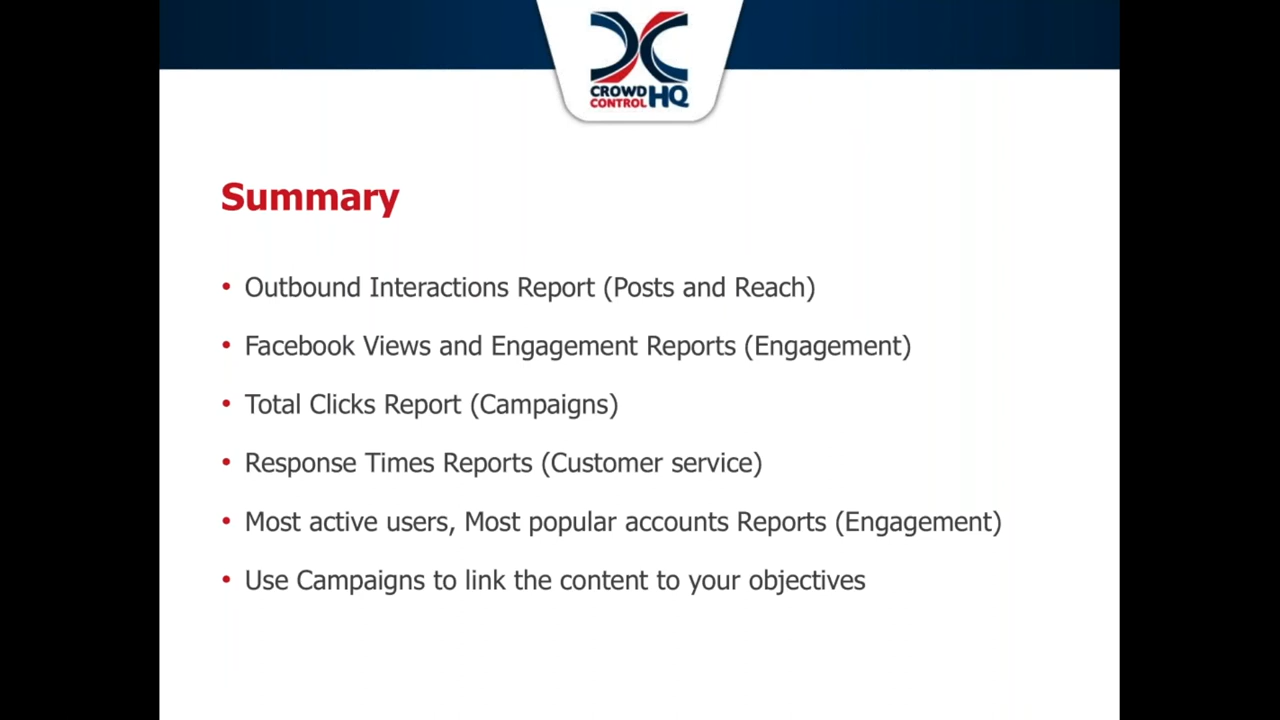 CROWD
CONTROL HQ
Summary
• Outbound Interactions Report (Posts and Reach)
• Facebook Views and Engagement Reports (Engagement)
• Total Clicks Report (Campaigns)
• Response Times Reports (Customer service)
• Most active users, Most popular accounts Reports (Engagement)
• Use Campaigns to link the content to your objectives